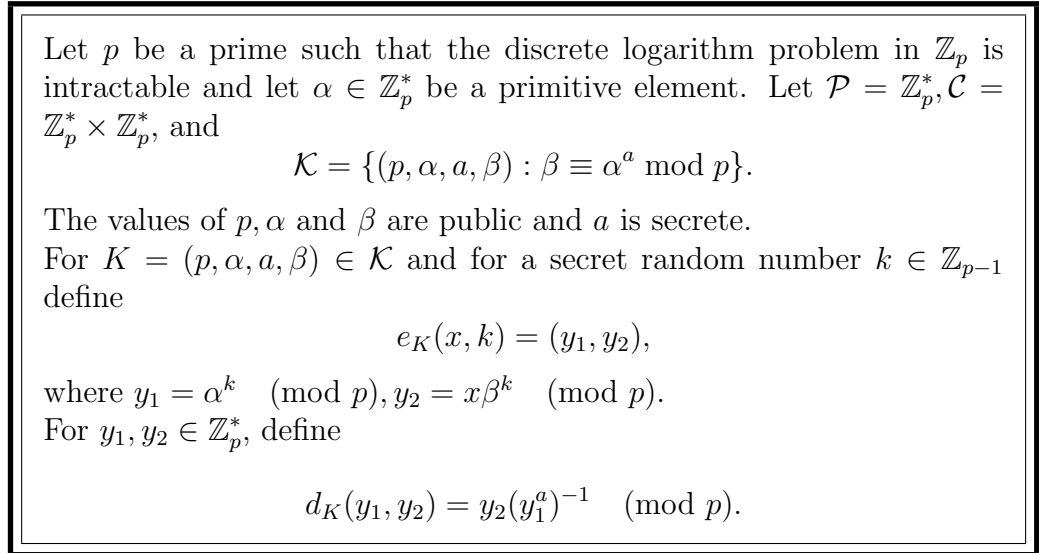 Let p be a prime such that the discrete logarithm problem in ℤ_p is
intractable and let α ∈ ℤ_p^* be a primitive element. Let 𝒫 = ℤ_p^*, 𝒞 =
ℤ_p^* × ℤ_p^*, and
𝒦 = {(p, α, a, β) : β ≡ α^a mod p}.
The values of p, α and β are public and a is secrete.
For K = (p, α, a, β) ∈ 𝒦 and for a secret random number k ∈ ℤ_{p−1}
define
e_K(x, k) = (y_1, y_2),
where y_1 = α^k (mod p), y_2 = xβ^k (mod p).
For y_1, y_2 ∈ ℤ_p^*, define
d_K(y_1, y_2) = y_2(y_1^a)^{−1} (mod p).